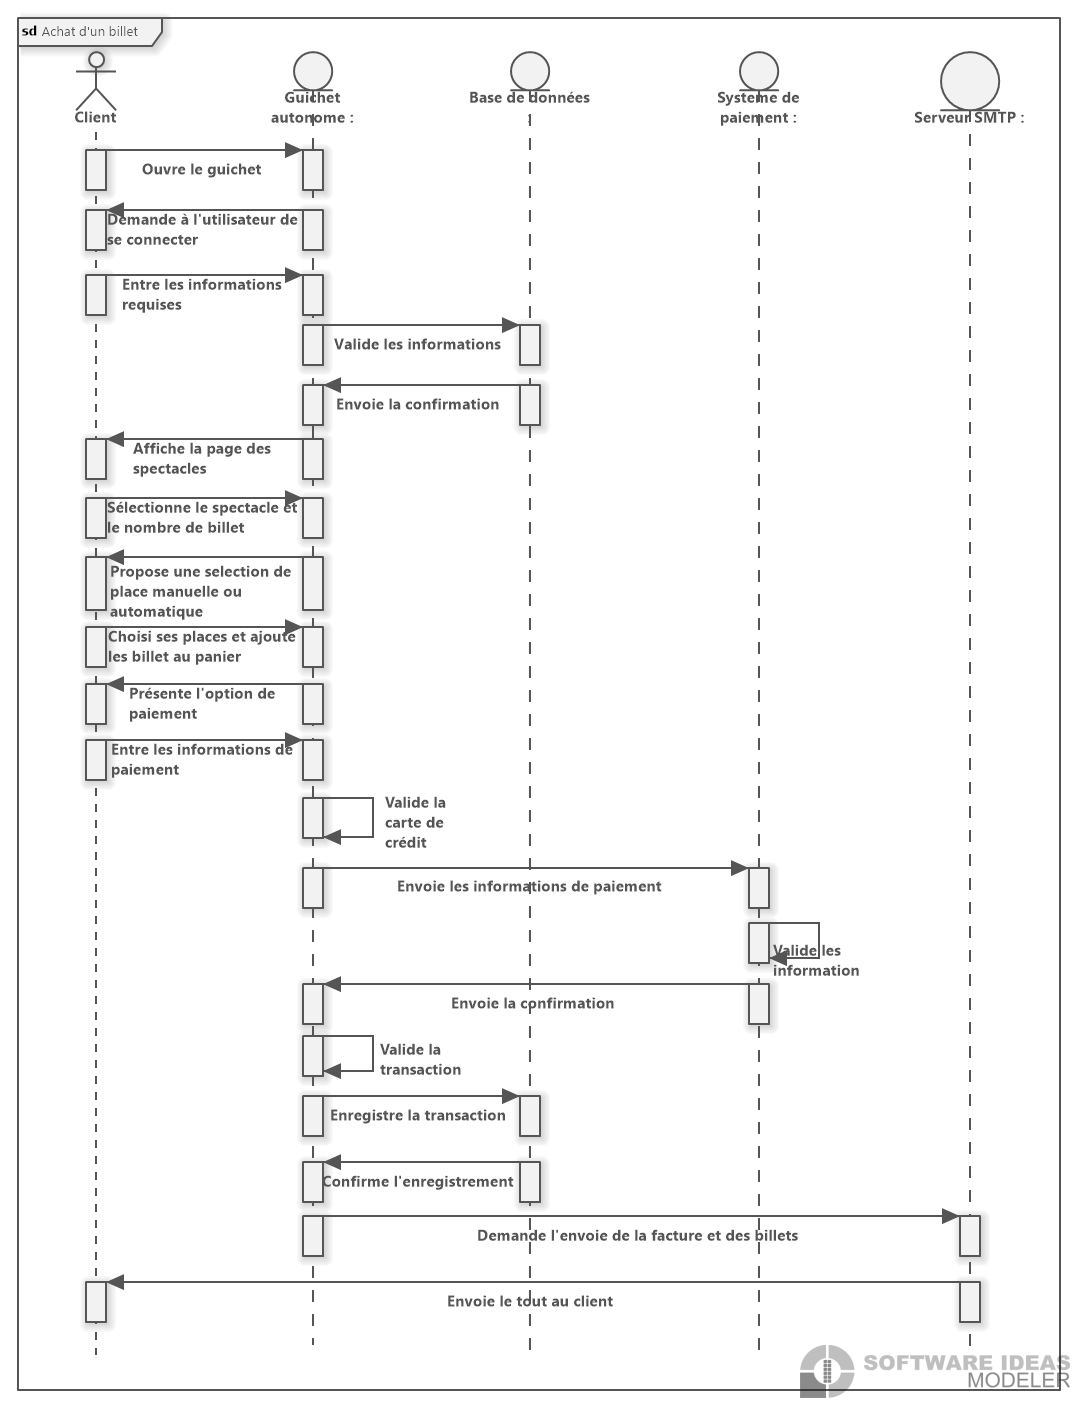 sd Achat d'un billet
Client
Guichet
autonome :
Base de données
:
Systeme de
paiement :
Serveur SMTP :
Ouvre le guichet
Demande à l'utilisateur de
se connecter
Entre les informations
requises
Valide les informations
Envoie la confirmation
Affiche la page des
spectacles
Sélectionne le spectacle et
le nombre de billet
Propose une selection de
place manuelle ou
automatique
Choisi ses places et ajoute
les billet au panier
Présente l'option de
paiement
Entre les informations de
paiement
Valide la
carte de
crédit
Envoie les informations de paiement
Valide les
information
Envoie la confirmation
Valide la
transaction
Enregistre la transaction
Confirme l'enregistrement
Demande l'envoie de la facture et des billets
Envoie le tout au client
SOFTWARE IDEAS
MODELER